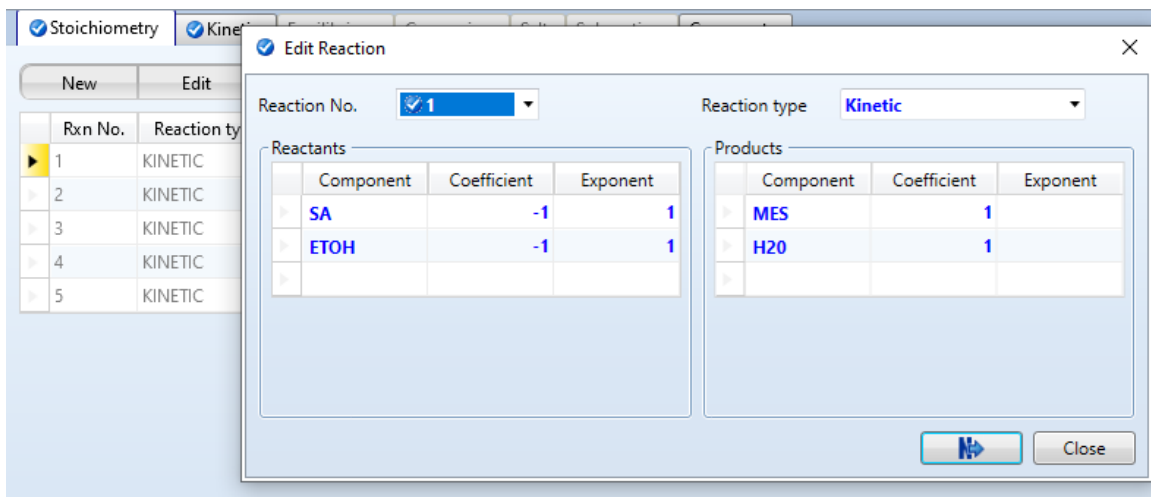 Stoichiometry
Edit Reaction
New Edit
Reaction No. 1 Reaction type Kinetic
Rxn No.
Reactants Products
1 KINETIC
2 KINETIC
3 KINETIC
4 KINETIC
5 KINETIC
Component Coefficient Exponent
SA -1 1
ETOH -1 1
Component Coefficient Exponent
MES 1
H20 1
Close